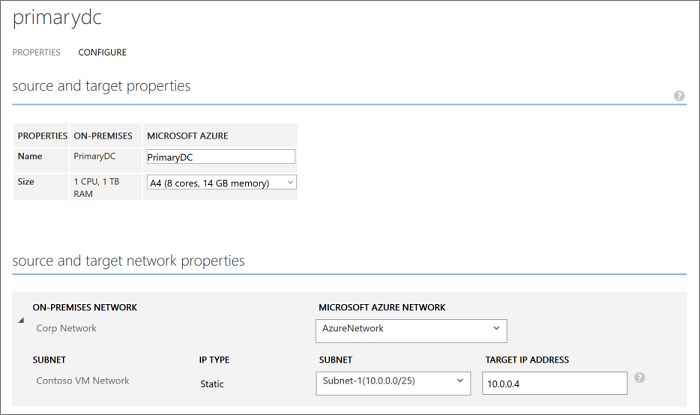 primarydc
PROPERTIES CONFIGURE
source and target properties
?
PROPERTIES ON-PREMISES MICROSOFT AZURE
Name PrimaryDC PrimaryDC
Size 1 CPU, 1 TB RAM A4 (8 cores, 14 GB memory)
source and target network properties
ON-PREMISES NETWORK MICROSOFT AZURE NETWORK
Corp Network AzureNetwork
SUBNET IP TYPE SUBNET TARGET IP ADDRESS
Contoso VM Network Static Subnet-1(10.0.0.0/25) 10.0.0.4 ?